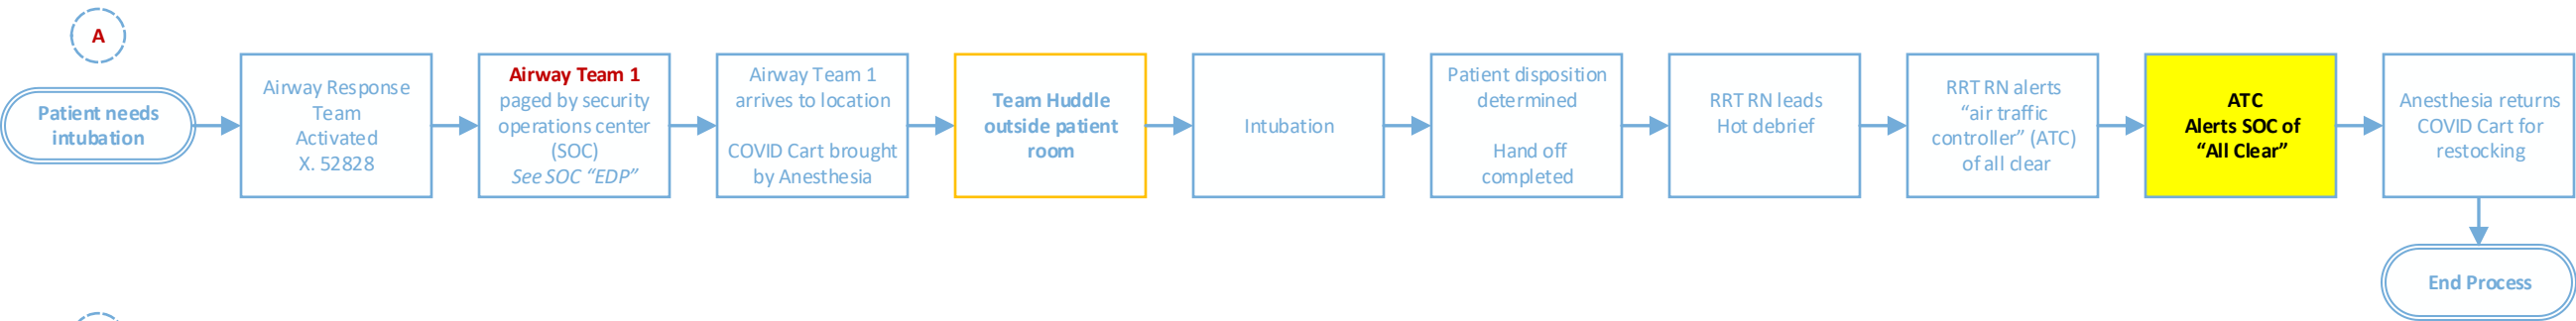 A
Patient needs
intubation
Airway Response
Team
Activated
X. 52828
Airway Team 1
paged by security
operations center
(SOC)
See SOC “EDP”
Airway Team 1
arrives to location
COVID Cart brought
by Anesthesia
Team Huddle
outside patient
room
Intubation
Patient disposition
determined
Hand off
completed
RRT RN leads
Hot debrief
RRT RN alerts
“air traffic
controller” (ATC)
of all clear
ATC
Alerts SOC of
“All Clear”
Anesthesia returns
COVID Cart for
restocking
End Process